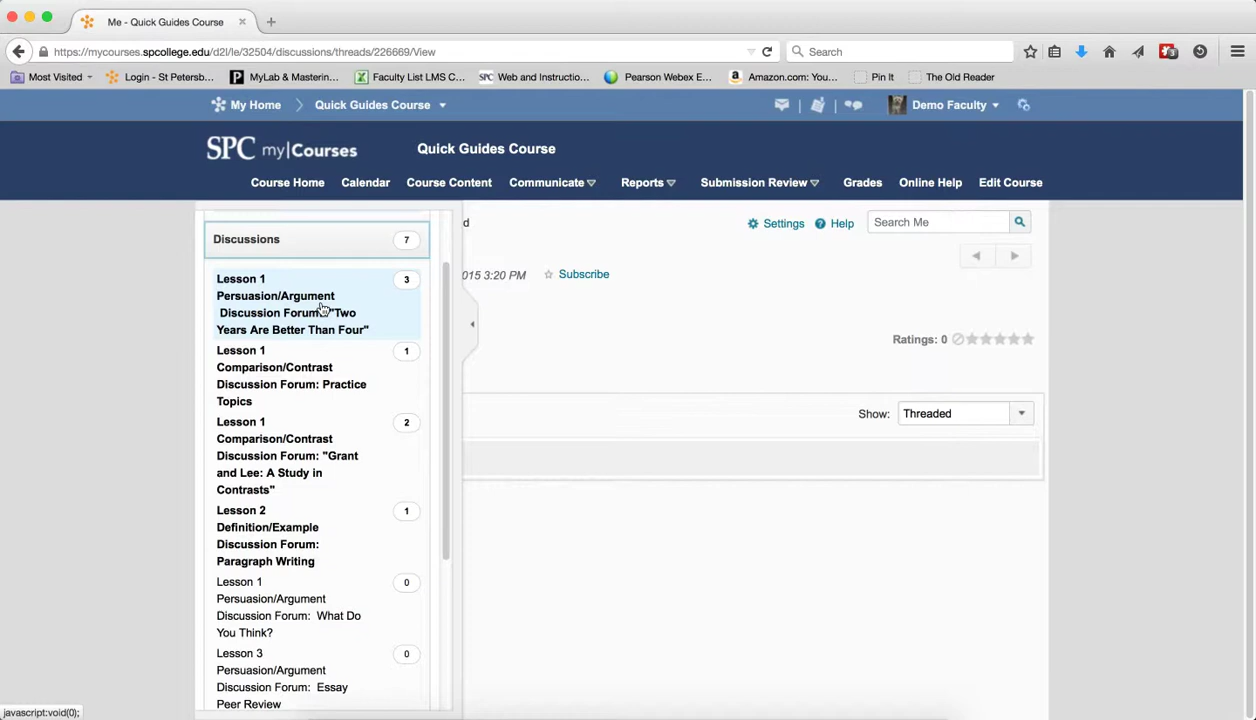 Me - Quick Guides Course
https://mycourses.spcollege.edu/d2l/le/32504/discussions/threads/226669/View
Search
Most Visited
Login - St Petersb...
MyLab & Masterin...
Faculty List LMS C...
SPC Web and Instructio...
Pearson Webex E...
Amazon.com: You...
Pin It
The Old Reader
My Home
Quick Guides Course
Demo Faculty
SPC my|Courses
Quick Guides Course
Course Home
Calendar
Course Content
Communicate
Reports
Submission Review
Grades
Online Help
Edit Course
d
Settings
Help
Search Me
Discussions 7
015 3:20 PM
Subscribe
Lesson 1 3
Persuasion/Argument
Discussion Forum: "Two
Years Are Better Than Four"
Ratings: 0
Lesson 1 1
Comparison/Contrast
Discussion Forum: Practice
Topics
Show: Threaded
Lesson 1 2
Comparison/Contrast
Discussion Forum: "Grant
and Lee: A Study in
Contrasts"
Lesson 2 1
Definition/Example
Discussion Forum:
Paragraph Writing
Lesson 1 0
Persuasion/Argument
Discussion Forum: What Do
You Think?
Lesson 3 0
Persuasion/Argument
Discussion Forum: Essay
Peer Review
javascript:void(0);